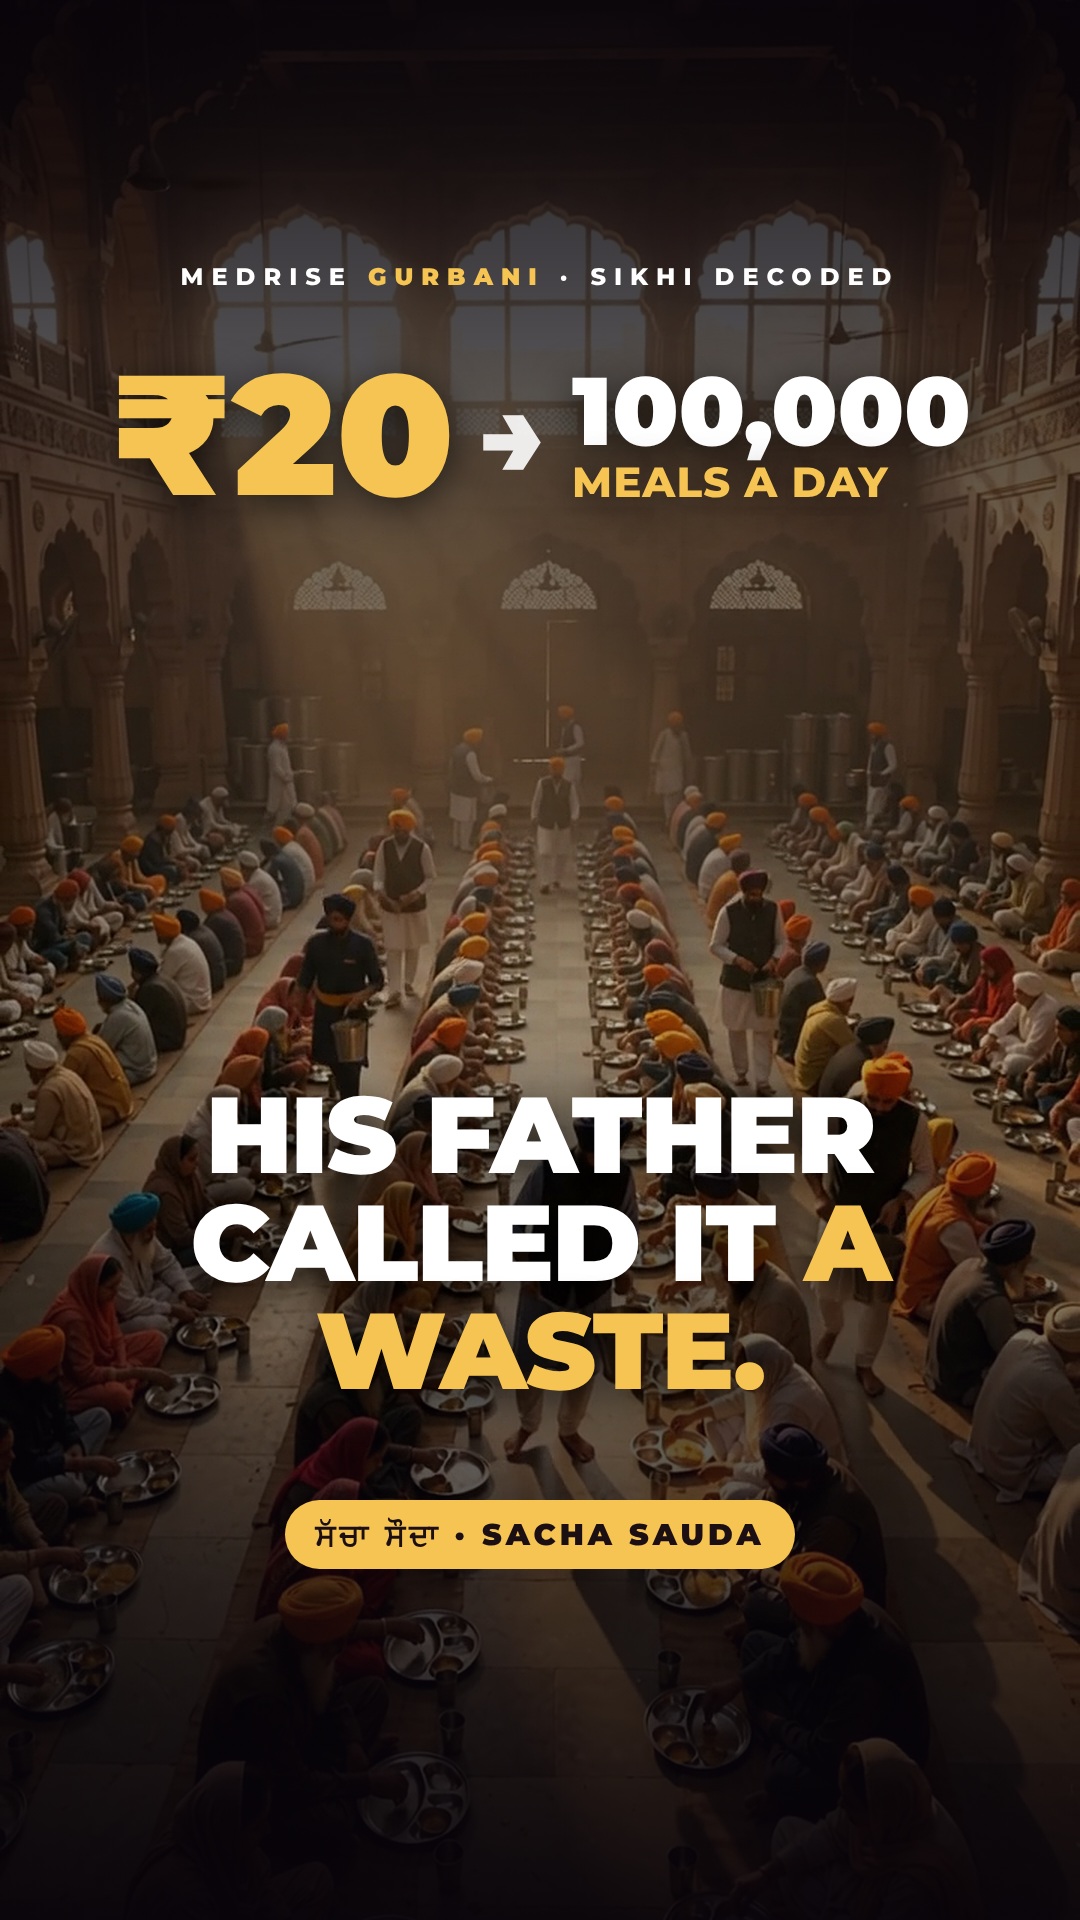 MEDRISE GURBANI · SIKHI DECODED
₹20 → 100,000
MEALS A DAY
HIS FATHER
CALLED IT A
WASTE.
ਸੱਚਾ ਸੌਦਾ • SACHA SAUDA